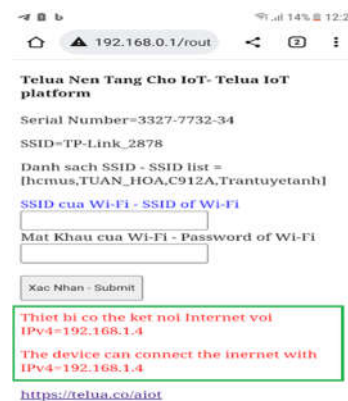 14% 12:2
192.168.0.1/rout
2
Telua Nen Tang Cho IoT- Telua IoT
platform
Serial Number=3327-7732-34
SSID=TP-Link_2878
Danh sach SSID - SSID list =
[hcmus,TUAN_HOA,C912A,Trantuyetanh]
SSID cua Wi-Fi - SSID of Wi-Fi
Mat Khau cua Wi-Fi - Password of Wi-Fi
Xac Nhan - Submit
Thiet bi co the ket noi Internet voi
IPv4=192.168.1.4
The device can connect the inernet with
IPv4=192.168.1.4
https://telua.co/aiot